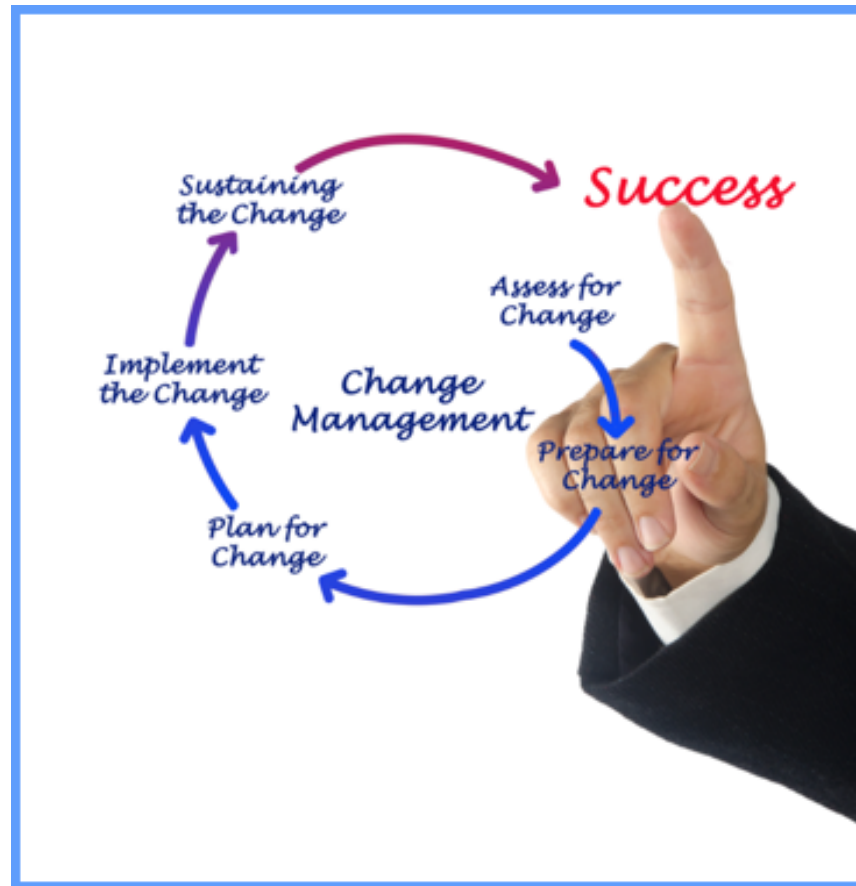 Sustaining
the Change
Success
Assess for
Change
Implement
the Change
Change
Management
Prepare for
Change
Plan for
Change